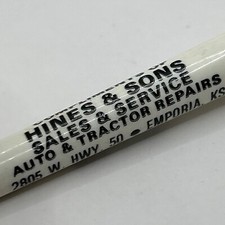 HINES & SONS
SALES & SERVICE
AUTO & TRACTOR REPAIRS
2805 W. HWY. 50 • EMPORIA, KS